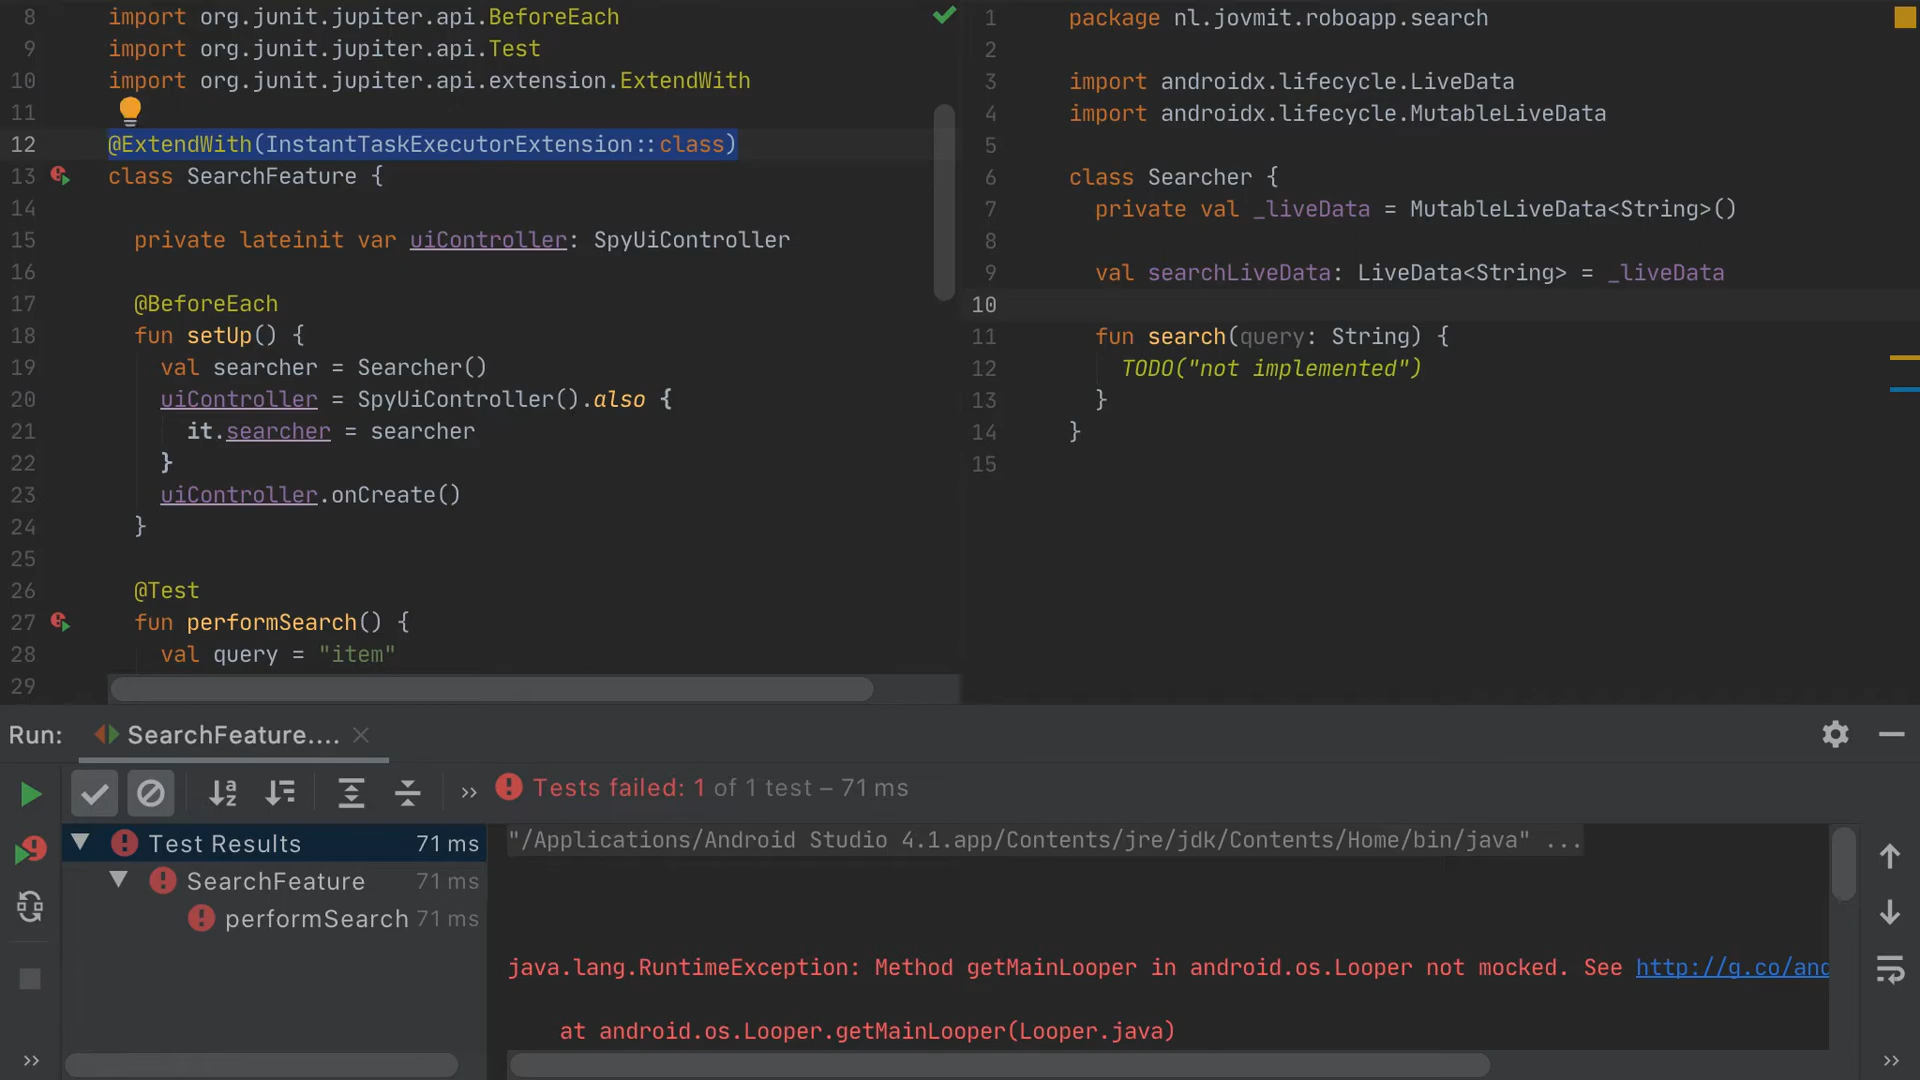 8 import org.junit.jupiter.api.BeforeEach
9 import org.junit.jupiter.api.Test
10 import org.junit.jupiter.api.extension.ExtendWith
11
12 @ExtendWith(InstantTaskExecutorExtension::class)
13 class SearchFeature {
14
15 private lateinit var uiController: SpyUiController
16
17 @BeforeEach
18 fun setUp() {
19 val searcher = Searcher()
20 uiController = SpyUiController().also {
21 it.searcher = searcher
22 }
23 uiController.onCreate()
24 }
25
26 @Test
27 fun performSearch() {
28 val query = "item"
29
1 package nl.jovmit.roboapp.search
2
3 import androidx.lifecycle.LiveData
4 import androidx.lifecycle.MutableLiveData
5
6 class Searcher {
7 private val _liveData = MutableLiveData<String>()
8
9 val searchLiveData: LiveData<String> = _liveData
10
11 fun search(query: String) {
12 TODO("not implemented")
13 }
14 }
15
Run: SearchFeature....
Tests failed: 1 of 1 test – 71 ms
Test Results 71 ms
SearchFeature 71 ms
performSearch 71 ms
"/Applications/Android Studio 4.1.app/Contents/jre/jdk/Contents/Home/bin/java" ...
java.lang.RuntimeException: Method getMainLooper in android.os.Looper not mocked. See http://g.co/and
at android.os.Looper.getMainLooper(Looper.java)